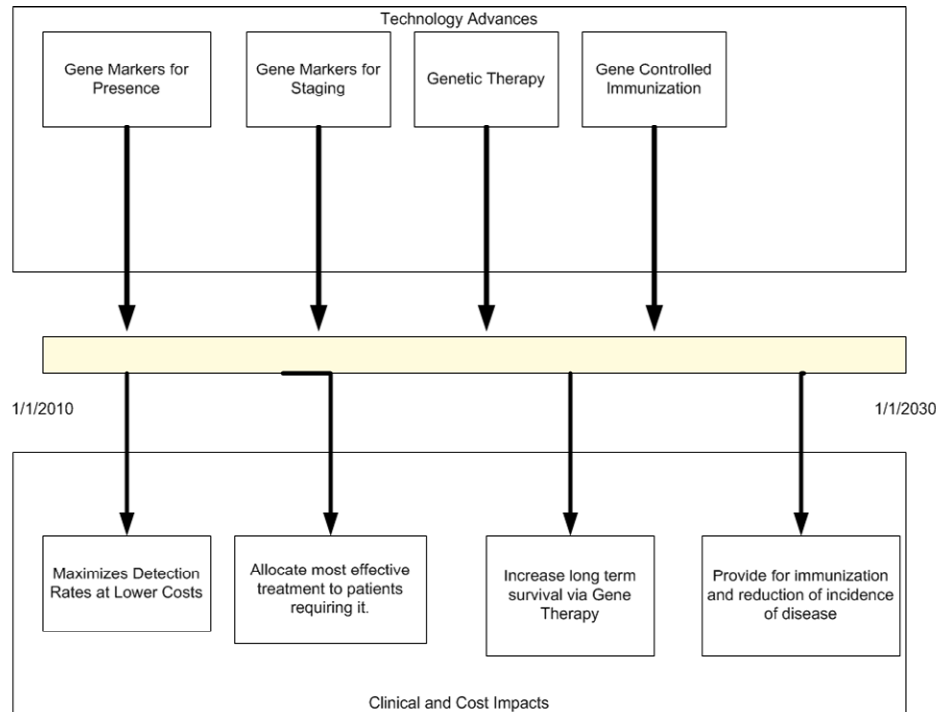 Technology Advances
Gene Markers for
Presence
Gene Markers for
Staging
Genetic Therapy
Gene Controlled
Immunization
1/1/2010
1/1/2030
Maximizes Detection
Rates at Lower Costs
Allocate most effective
treatment to patients
requiring it.
Increase long term
survival via Gene
Therapy
Provide for immunization
and reduction of incidence
of disease
Clinical and Cost Impacts